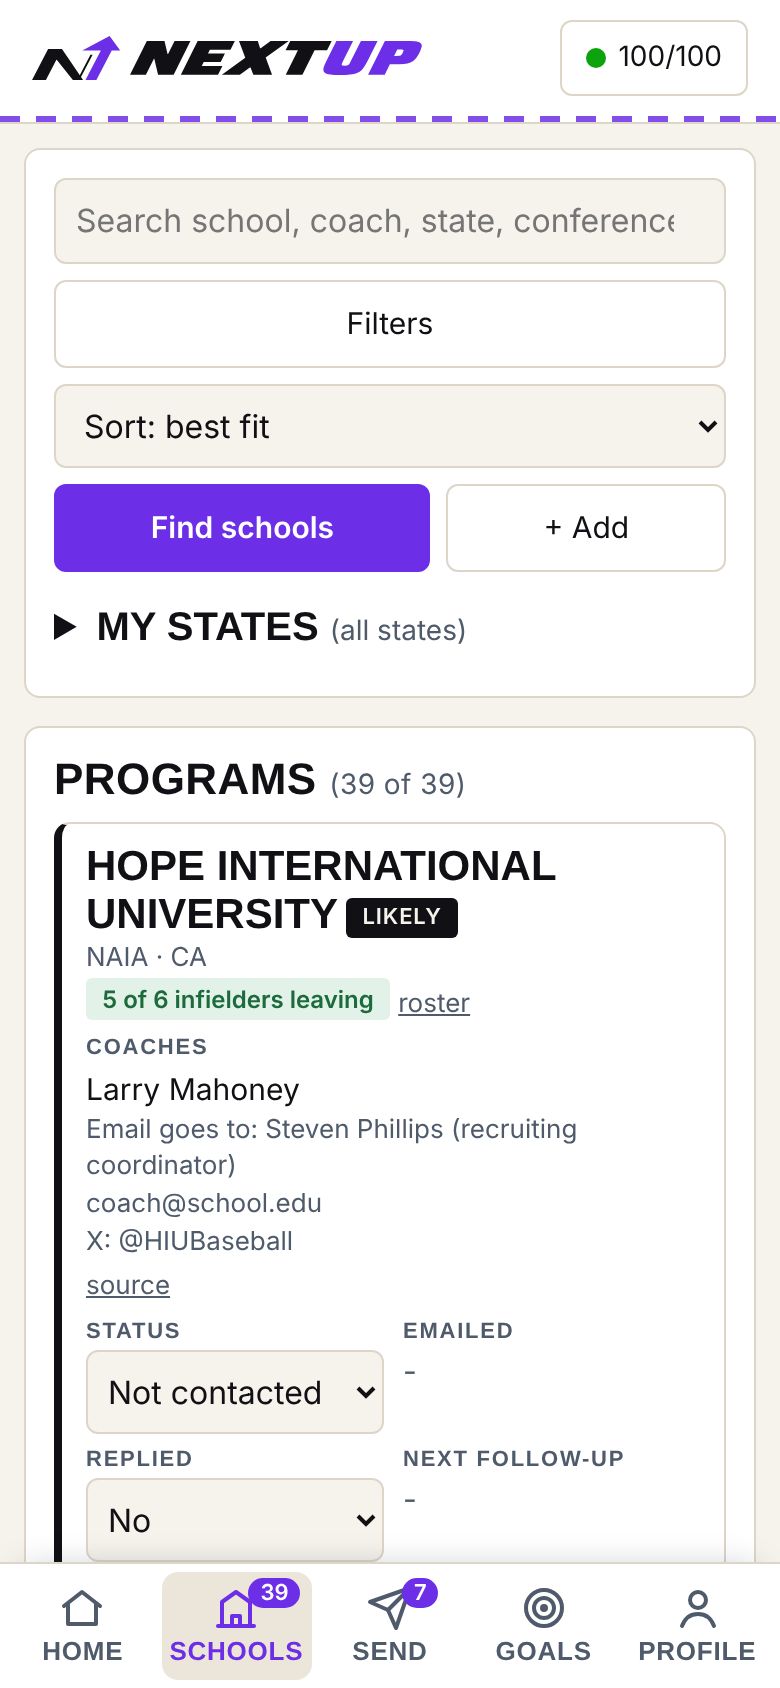 NEXTUP
100/100
Search school, coach, state, conference
Filters
Sort: best fit
Find schools
+ Add
MY STATES (all states)
PROGRAMS (39 of 39)
HOPE INTERNATIONAL
UNIVERSITY LIKELY
NAIA · CA
5 of 6 infielders leaving roster
COACHES
Larry Mahoney
Email goes to: Steven Phillips (recruiting
coordinator)
coach@school.edu
X: @HIUBaseball
source
STATUS EMAILED
Not contacted -
REPLIED NEXT FOLLOW-UP
No -
39 7
HOME SCHOOLS SEND GOALS PROFILE